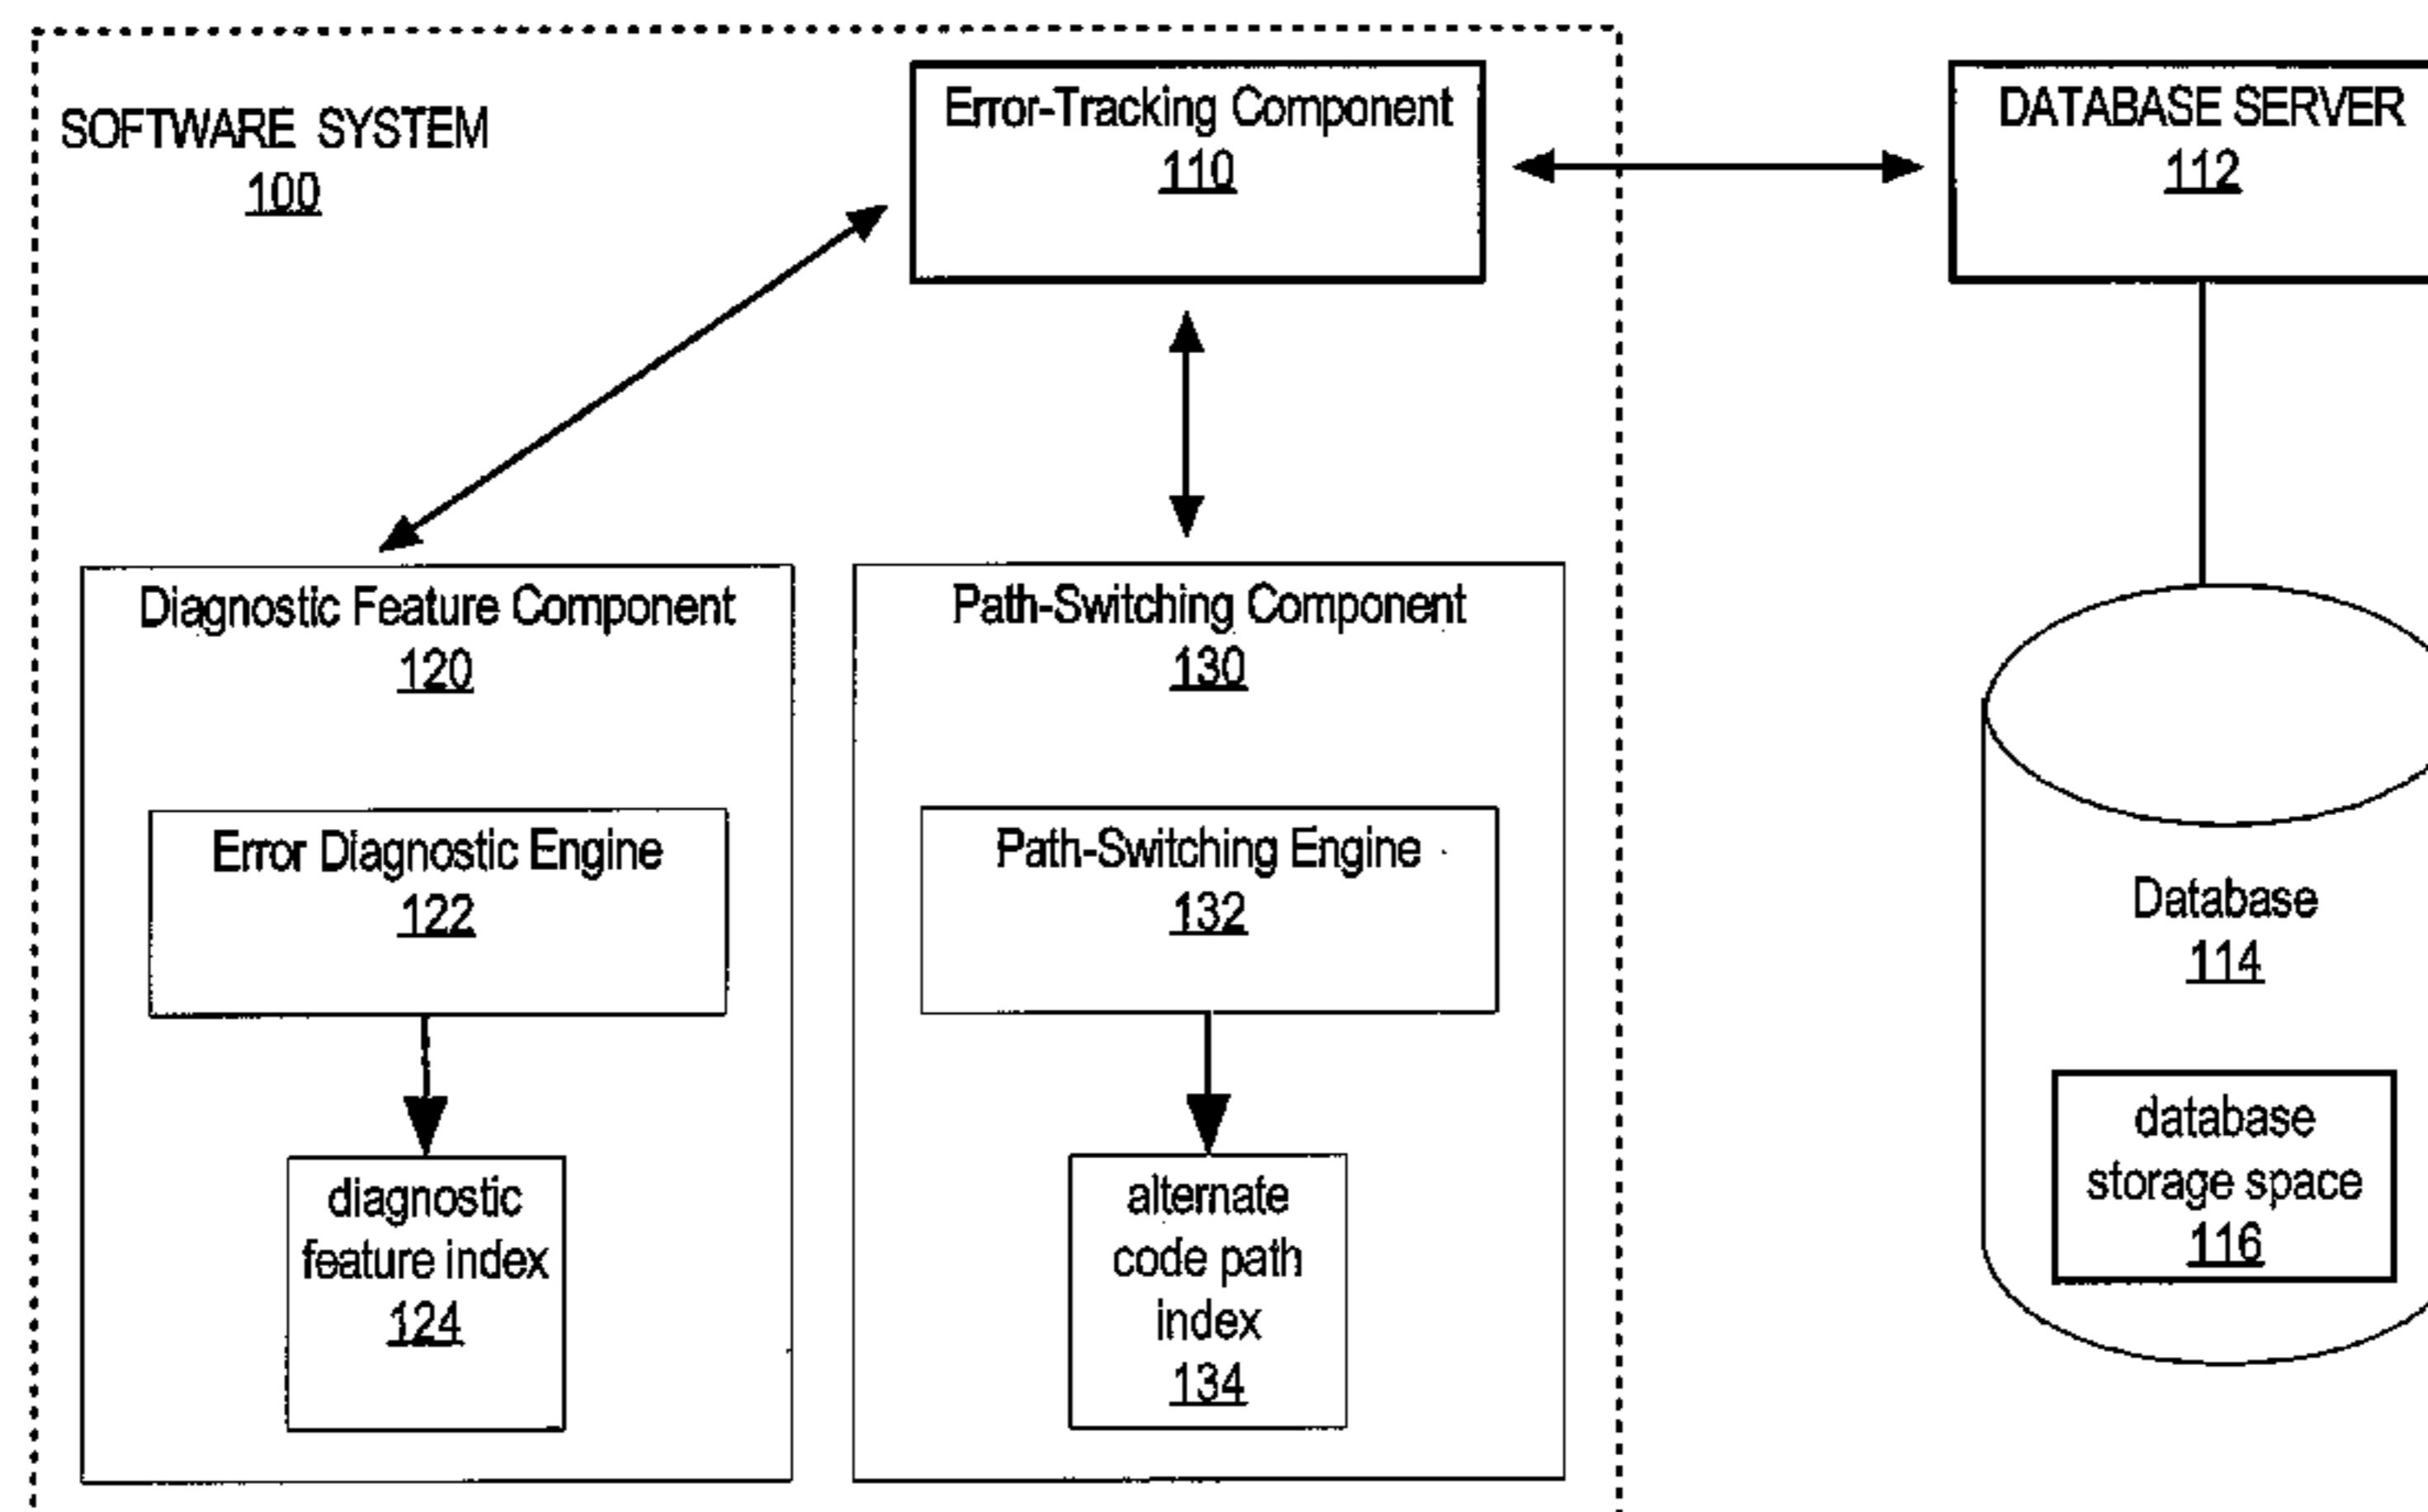 SOFTWARE SYSTEM
100
Error-Tracking Component
110
DATABASE SERVER
112
Diagnostic Feature Component
120
Error Diagnostic Engine
122
diagnostic
feature index
124
Path-Switching Component
130
Path-Switching Engine
132
alternate
code path
index
134
Database
114
database
storage space
116